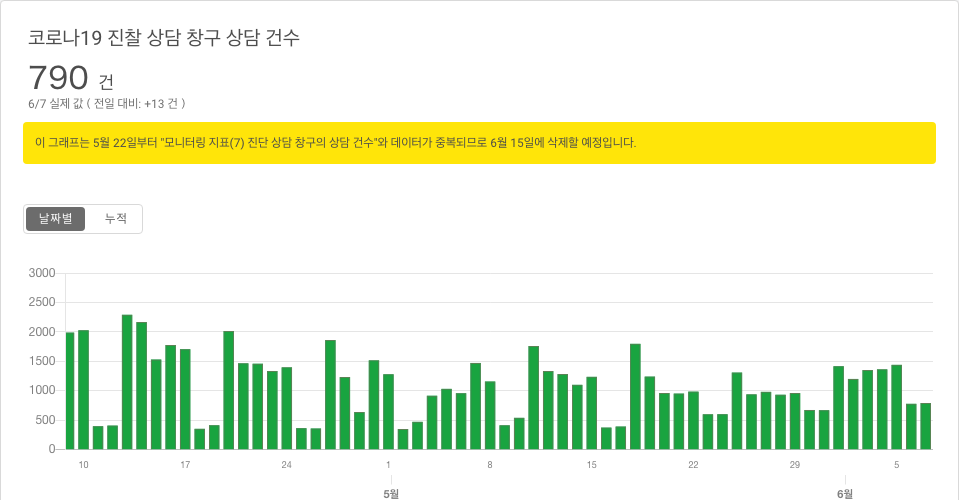 코로나19 진찰 상담 창구 상담 건수
790 건
6/7 실제 값 ( 전일 대비: +13 건 )
이 그래프는 5월 22일부터 "모니터링 지표(7) 진단 상담 창구의 상담 건수"와 데이터가 중복되므로 6월 15일에 삭제할 예정입니다.
날짜별 누적
3000
2500
2000
1500
1000
500
0
10 17 24 1 8 15 22 29 5
5월 6월